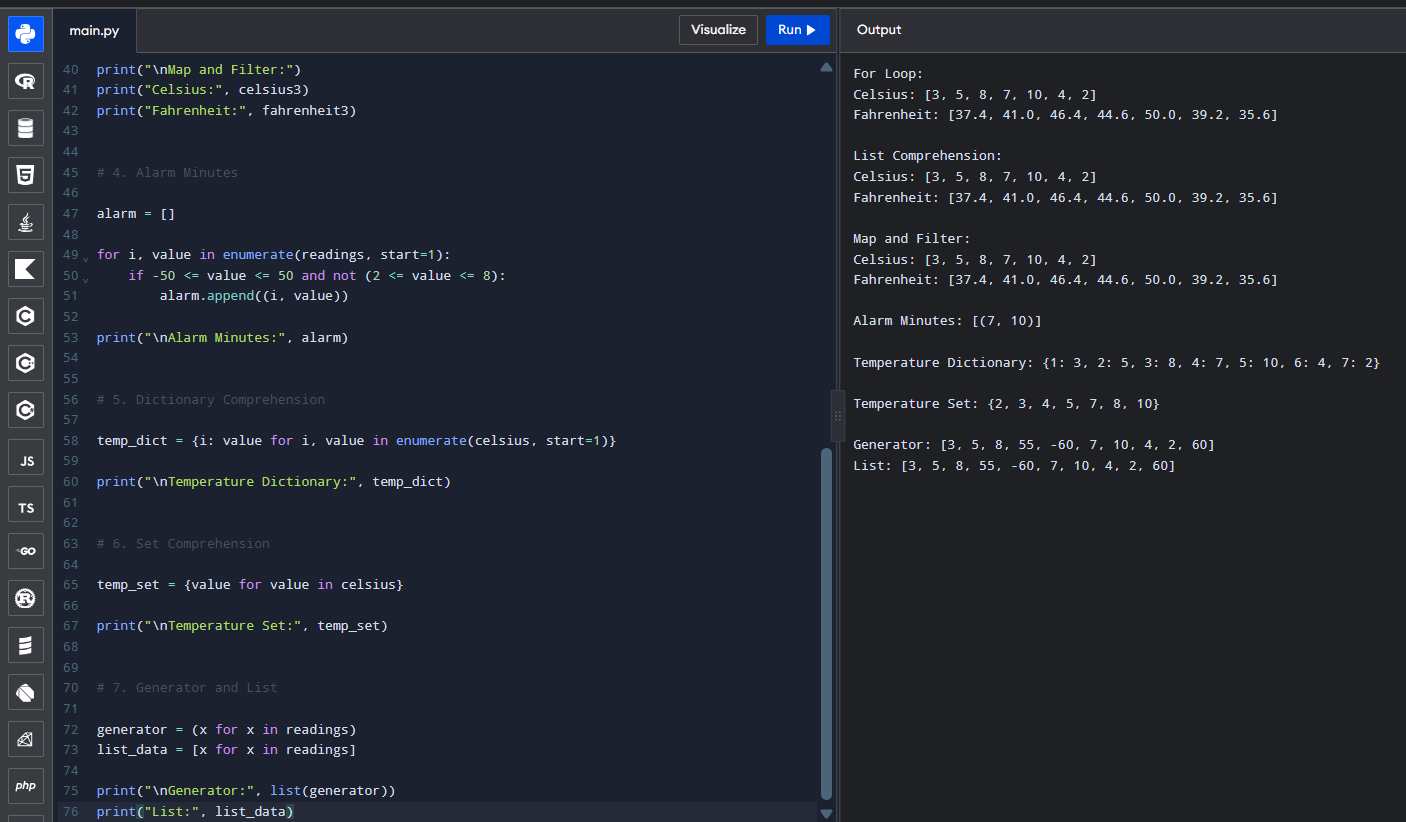 main.py
Visualize
Run
Output
40 print("\nMap and Filter:")
41 print("Celsius:", celsius3)
42 print("Fahrenheit:", fahrenheit3)
43
44
45 # 4. Alarm Minutes
46
47 alarm = []
48
49 for i, value in enumerate(readings, start=1):
50     if -50 <= value <= 50 and not (2 <= value <= 8):
51         alarm.append((i, value))
52
53 print("\nAlarm Minutes:", alarm)
54
55
56 # 5. Dictionary Comprehension
57
58 temp_dict = {i: value for i, value in enumerate(celsius, start=1)}
59
60 print("\nTemperature Dictionary:", temp_dict)
61
62
63 # 6. Set Comprehension
64
65 temp_set = {value for value in celsius}
66
67 print("\nTemperature Set:", temp_set)
68
69
70 # 7. Generator and List
71
72 generator = (x for x in readings)
73 list_data = [x for x in readings]
74
75 print("\nGenerator:", list(generator))
76 print("List:", list_data)
For Loop:
Celsius: [3, 5, 8, 7, 10, 4, 2]
Fahrenheit: [37.4, 41.0, 46.4, 44.6, 50.0, 39.2, 35.6]
List Comprehension:
Celsius: [3, 5, 8, 7, 10, 4, 2]
Fahrenheit: [37.4, 41.0, 46.4, 44.6, 50.0, 39.2, 35.6]
Map and Filter:
Celsius: [3, 5, 8, 7, 10, 4, 2]
Fahrenheit: [37.4, 41.0, 46.4, 44.6, 50.0, 39.2, 35.6]
Alarm Minutes: [(7, 10)]
Temperature Dictionary: {1: 3, 2: 5, 3: 8, 4: 7, 5: 10, 6: 4, 7: 2}
Temperature Set: {2, 3, 4, 5, 7, 8, 10}
Generator: [3, 5, 8, 55, -60, 7, 10, 4, 2, 60]
List: [3, 5, 8, 55, -60, 7, 10, 4, 2, 60]
JS
TS
GO
php